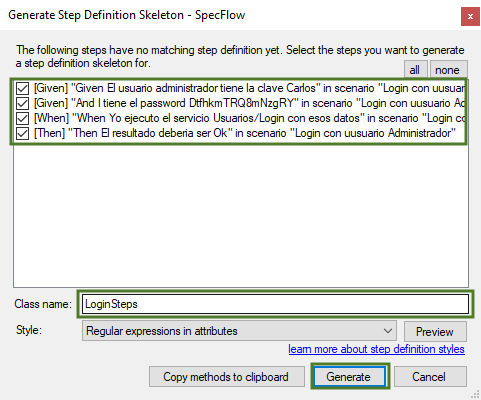 Generate Step Definition Skeleton - SpecFlow
The following steps have no matching step definition yet. Select the steps you want to generate
a step definition skeleton for.
all none
[Given] "Given El usuario administrador tiene la clave Carlos" in scenario "Login con uusuar
[Given] "And I tiene el password DtfhkmTRQ8mNzgRY" in scenario "Login con uusuario Ad
[When] "When Yo ejecuto el servicio Usuarios/Login con esos datos" in scenario "Login co
[Then] "Then El resultado deberia ser Ok" in scenario "Login con uusuario Administrador"
Class name: LoginSteps
Style: Regular expressions in attributes Preview
learn more about step definition styles
Copy methods to clipboard Generate Cancel